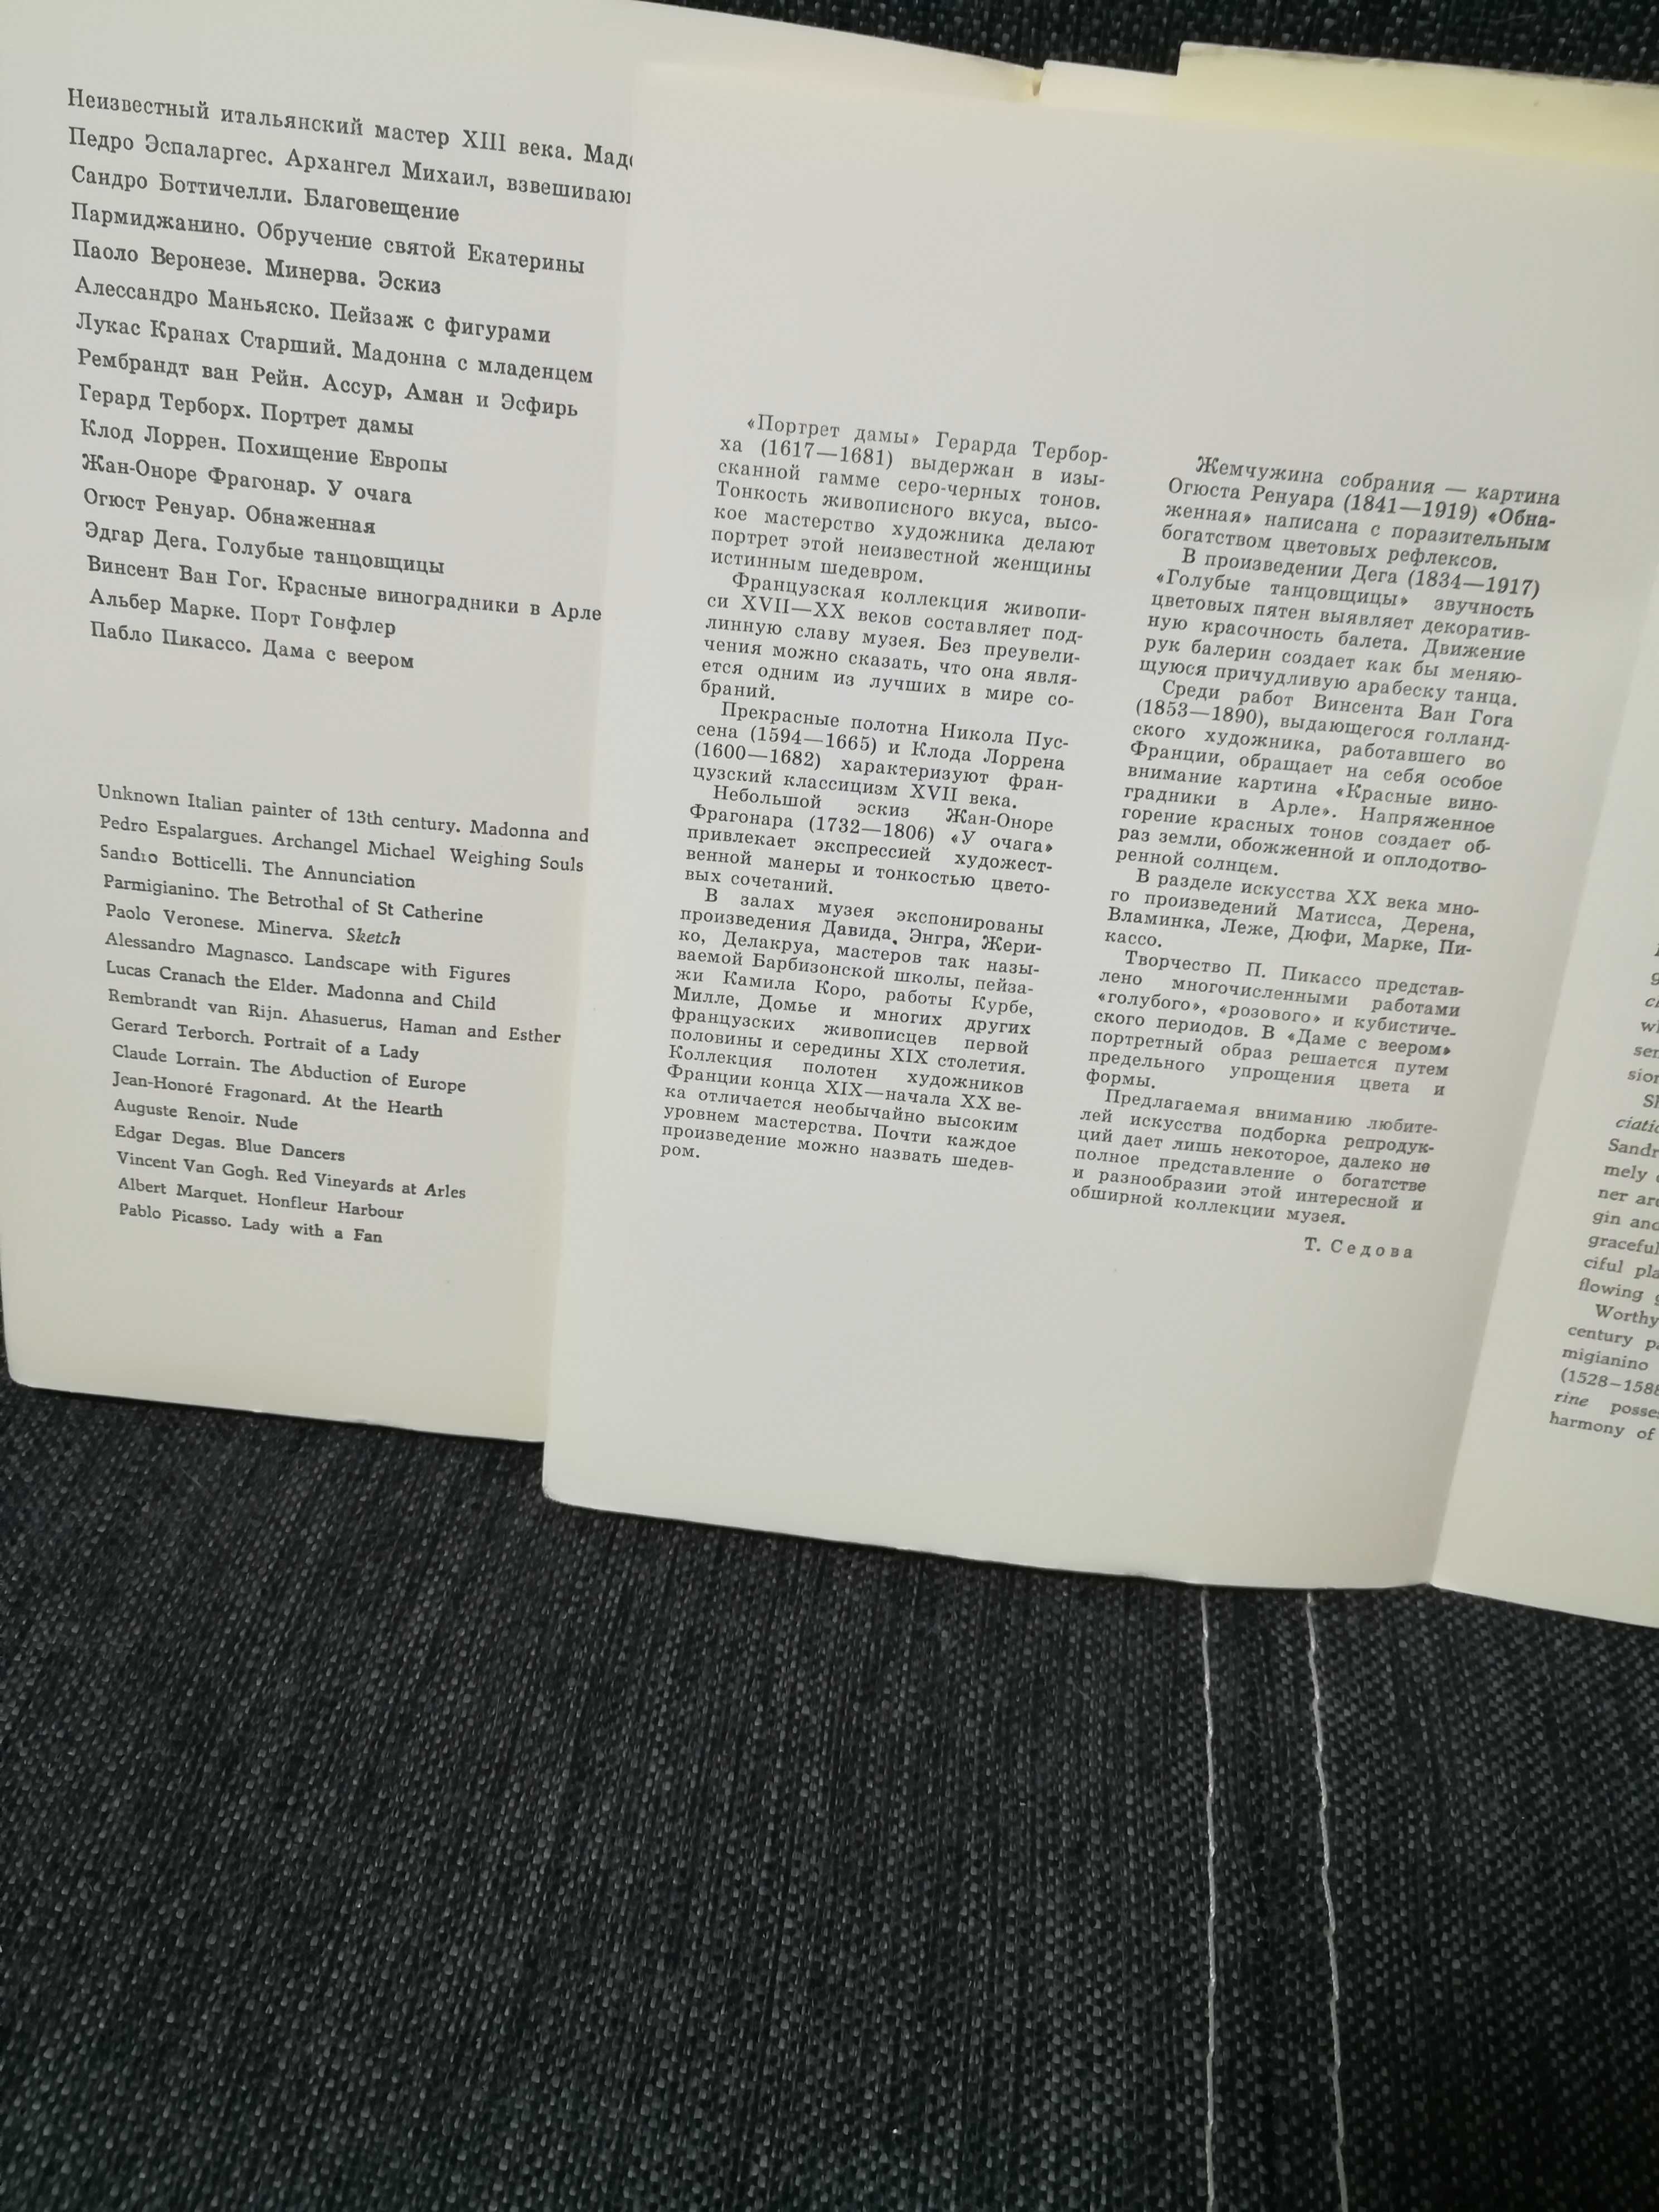 Неизвестный итальянский мастер XIII века.
Педро Эспаларгес. Архангел Михаил,
Сандро Боттичелли. Благовещение
Пармиджанино. Обручение святой Екатерины
Паоло Веронезе. Минерва. Эскиз
Алессандро Маньяско. Пейзаж с фигурами
Лукас Кранах Старший. Мадонна с младенцем
Рембрандт ван Рейн. Ассур, Аман и Эсфирь
Герард Терборх. Портрет дамы
Клод Лоррен. Похищение Европы
Жан-Оноре Фрагонар. У очага
Огюст Ренуар. Обнаженная
Эдгар Дега. Голубые танцовщицы
Винсент Ван Гог. Красные виноградники в Арле
Альбер Марке. Порт Гонфлер
Пабло Пикассо. Дама с веером
Unknown Italian painter of 13th century. Madonna and
Pedro Espalargues. Archangel Michael Weighing Souls
Sandro Botticelli. The Annunciation
Parmigianino. The Betrothal of St Catherine
Paolo Veronese. Minerva. Sketch
Alessandro Magnasco. Landscape with Figures
Lucas Cranach the Elder. Madonna and Child
Rembrandt van Rijn. Ahasuerus, Haman and Esther
Gerard Terborch. Portrait of a Lady
Claude Lorrain. The Abduction of Europe
Jean-Honoré Fragonard. At the Hearth
Auguste Renoir. Nude
Edgar Degas. Blue Dancers
Vincent Van Gogh. Red Vineyards at Arles
Albert Marquet. Honfleur Harbour
Pablo Picasso. Lady with a Fan
«Портрет дамы» Герарда Тербор-
ха (1617—1681) выдержан в изы-
сканной гамме серо-черных тонов.
Тонкость живописного вкуса, высо-
кое мастерство художника делают
портрет этой неизвестной женщины
истинным шедевром.
Французская коллекция живопи-
си XVII—XX веков составляет под-
линную славу музея. Без преувели-
чения можно сказать, что она явля-
ется одним из лучших в мире со-
браний.
Прекрасные полотна Никола Пус-
сена (1594—1665) и Клода Лоррена
(1600—1682) характеризуют фран-
цузский классицизм XVII века.
Небольшой эскиз Жан-Оноре
Фрагонара (1732—1806) «У очага»
привлекает экспрессией художест-
венной манеры и тонкостью цвето-
вых сочетаний.
В залах музея экспонированы
произведения Давида, Энгра, Жери-
ко, Делакруа, мастеров так назы-
ваемой Барбизонской школы, пейза-
жи Камила Коро, работы Курбе,
Милле, Домье и многих других
французских живописцев первой
половины и середины XIX столетия.
Коллекция полотен художников
Франции конца XIX—начала XX ве-
ка отличается необычайно высоким
уровнем мастерства. Почти каждое
произведение можно назвать шедев-
ром.
Жемчужина собрания — картина
Огюста Ренуара (1841—1919) «Обна-
женная» написана с поразительным
богатством цветовых рефлексов.
В произведении Дега (1834—1917)
«Голубые танцовщицы» звучность
цветовых пятен выявляет декоратив-
ную красочность балета. Движение
рук балерин создает как бы меняю-
щуюся причудливую арабеску танца.
Среди работ Винсента Ван Гога
(1853—1890), выдающегося голланд-
ского художника, работавшего во
Франции, обращает на себя особое
внимание картина «Красные вино-
градники в Арле». Напряженное
горение красных тонов создает об-
раз земли, обожженной и оплодотво-
ренной солнцем.
В разделе искусства XX века мно-
го произведений Матисса, Дерена,
Вламинка, Леже, Дюфи, Марке, Пи-
кассо.
Творчество П. Пикассо представ-
лено многочисленными работами
«голубого», «розового» и кубистиче-
ского периодов. В «Даме с веером»
портретный образ решается путем
предельного упрощения цвета и
формы.
Предлагаемая вниманию любите-
лей искусства подборка репродук-
ций дает лишь некоторое, далеко не
полное представление о богатстве
и разнообразии этой интересной и
обширной коллекции музея.
Т. Седова
ner
gin and
graceful
ciful
flowing
Worthy
century
migianino
(1528–1588
rine
harmony of